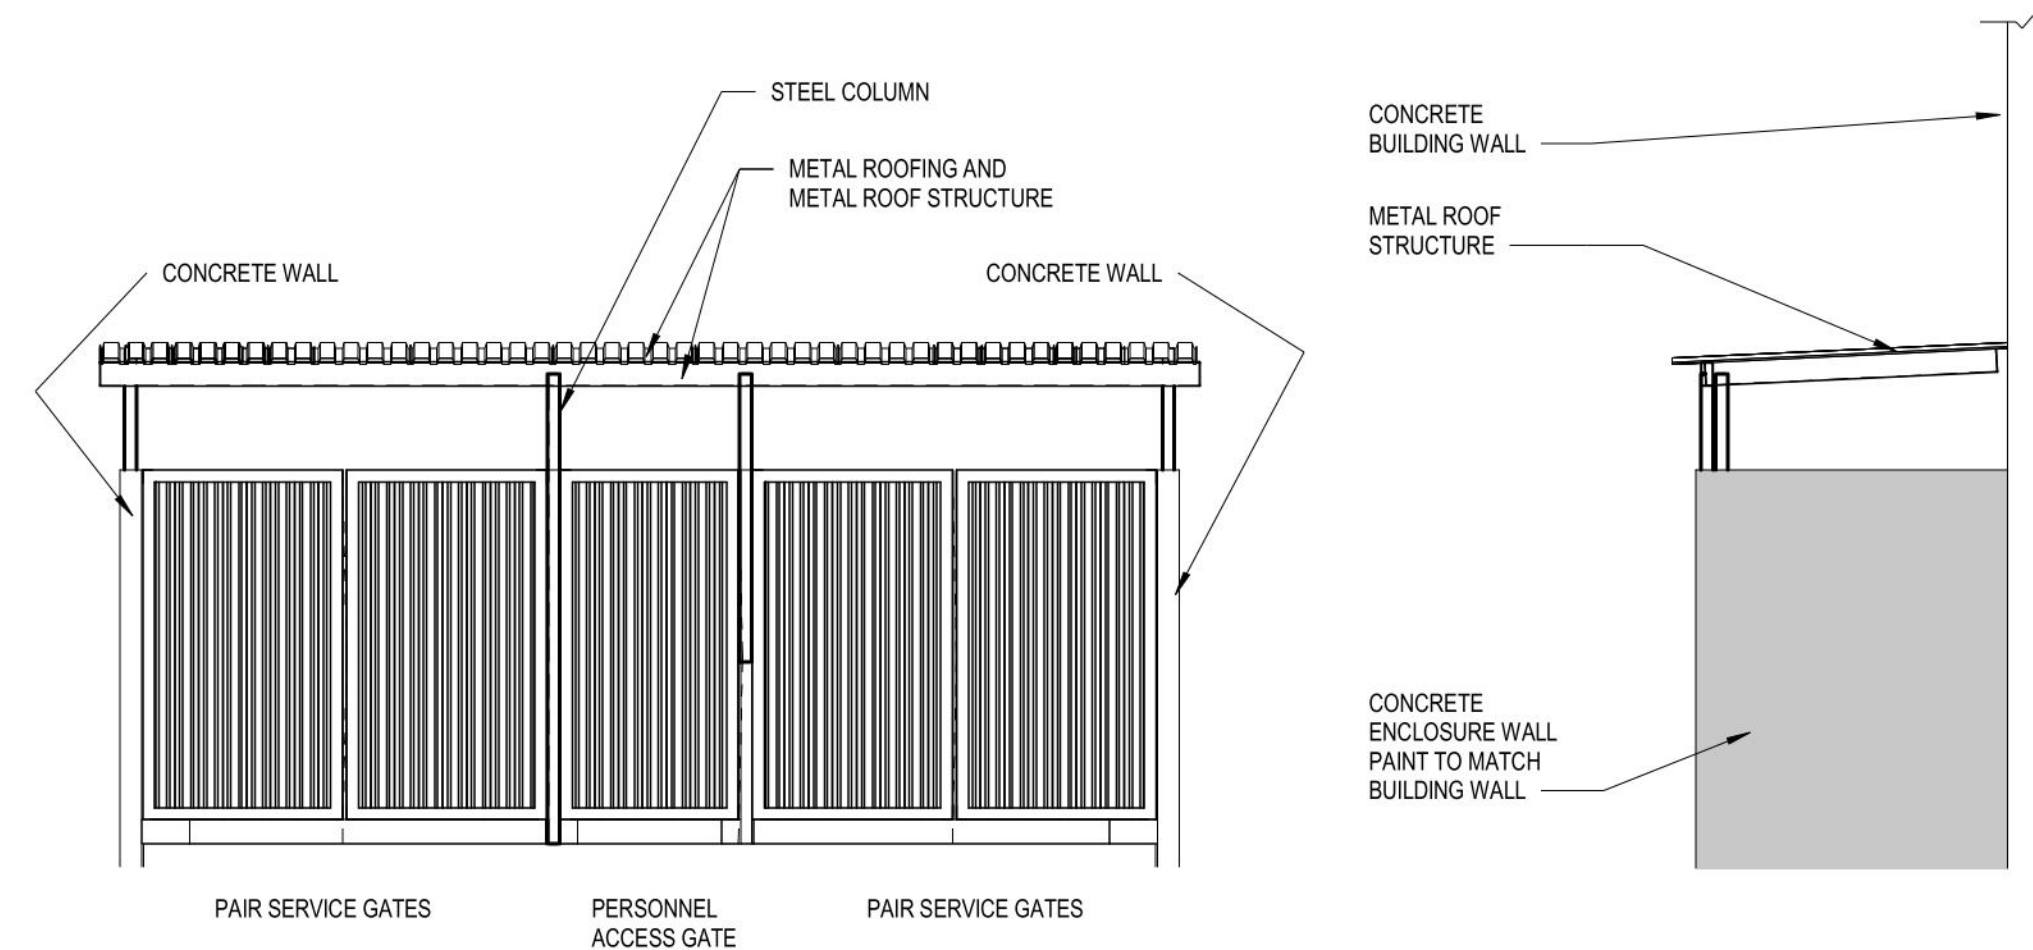 STEEL COLUMN
METAL ROOFING AND
METAL ROOF STRUCTURE
CONCRETE WALL
CONCRETE WALL
PAIR SERVICE GATES
PERSONNEL
ACCESS GATE
PAIR SERVICE GATES
CONCRETE
BUILDING WALL
METAL ROOF
STRUCTURE
CONCRETE
ENCLOSURE WALL
PAINT TO MATCH
BUILDING WALL